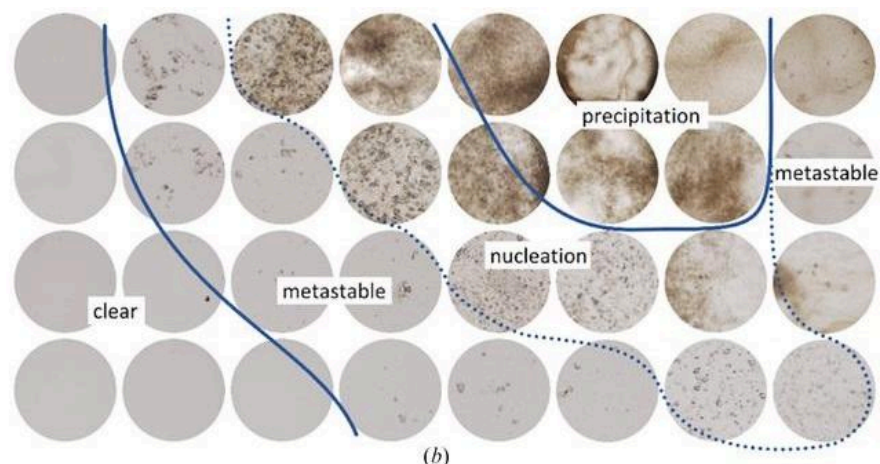 precipitation
metastable
nucleation
metastable
clear
(b)